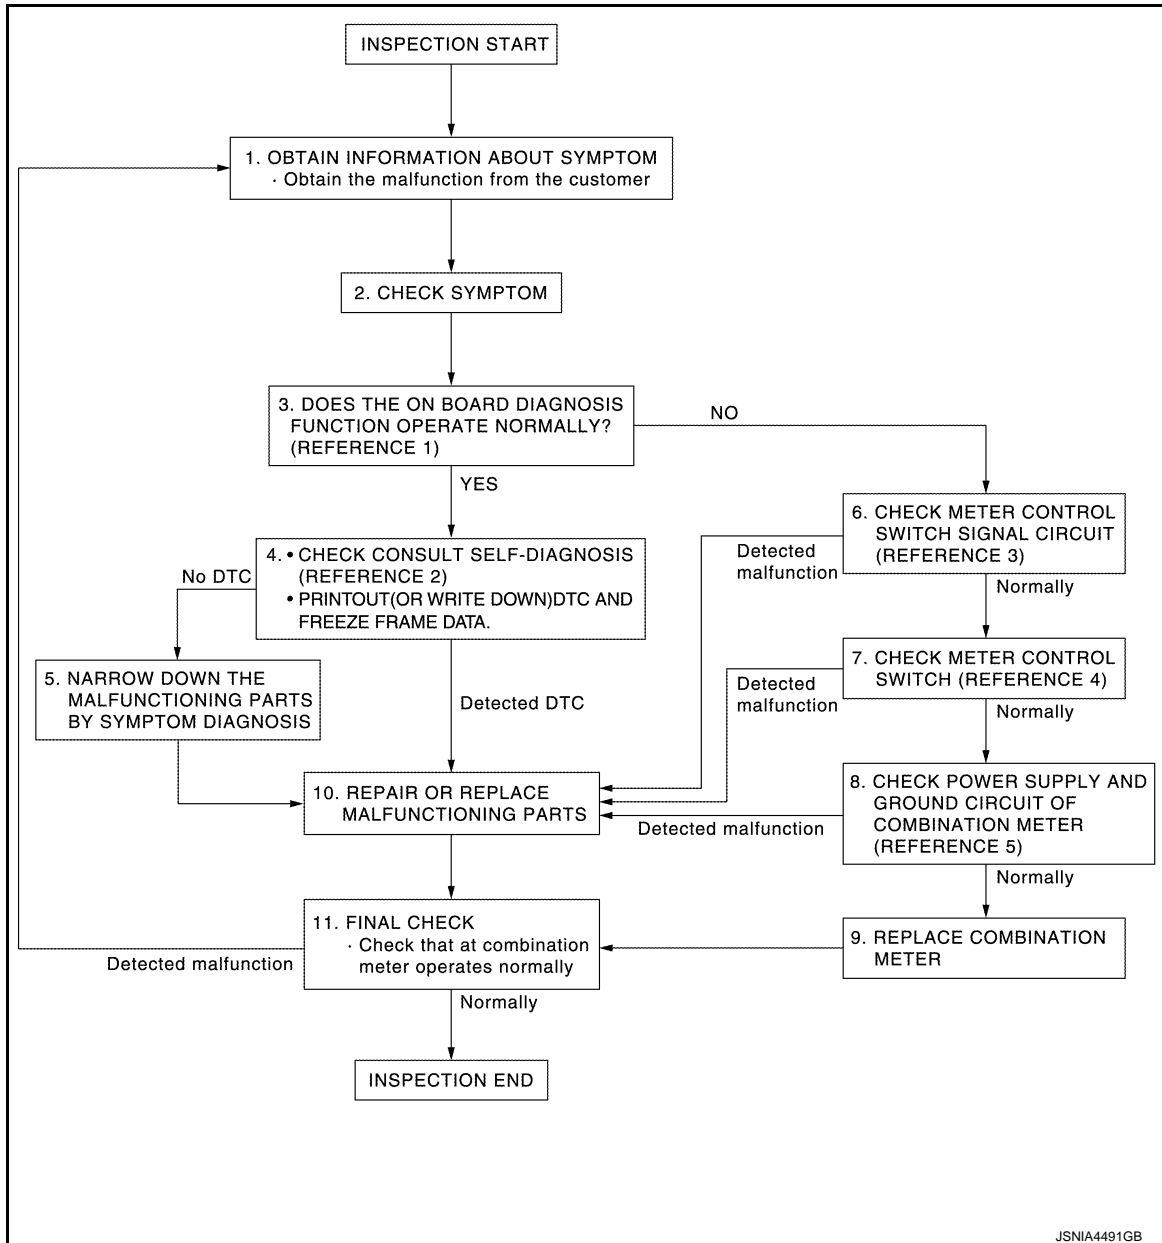 INSPECTION START
1. OBTAIN INFORMATION ABOUT SYMPTOM
· Obtain the malfunction from the customer
2. CHECK SYMPTOM
3. DOES THE ON BOARD DIAGNOSIS
FUNCTION OPERATE NORMALLY?
(REFERENCE 1)
NO
YES
4. • CHECK CONSULT SELF-DIAGNOSIS
(REFERENCE 2)
• PRINTOUT(OR WRITE DOWN)DTC AND
FREEZE FRAME DATA.
No DTC
5. NARROW DOWN THE
MALFUNCTIONING PARTS
BY SYMPTOM DIAGNOSIS
Detected DTC
6. CHECK METER CONTROL
SWITCH SIGNAL CIRCUIT
(REFERENCE 3)
Detected
malfunction
Normally
7. CHECK METER CONTROL
SWITCH (REFERENCE 4)
Detected
malfunction
Normally
8. CHECK POWER SUPPLY AND
GROUND CIRCUIT OF
COMBINATION METER
(REFERENCE 5)
Detected malfunction
Normally
9. REPLACE COMBINATION
METER
10. REPAIR OR REPLACE
MALFUNCTIONING PARTS
11. FINAL CHECK
· Check that at combination
meter operates normally
Detected malfunction
Normally
INSPECTION END
JSNIA4491GB